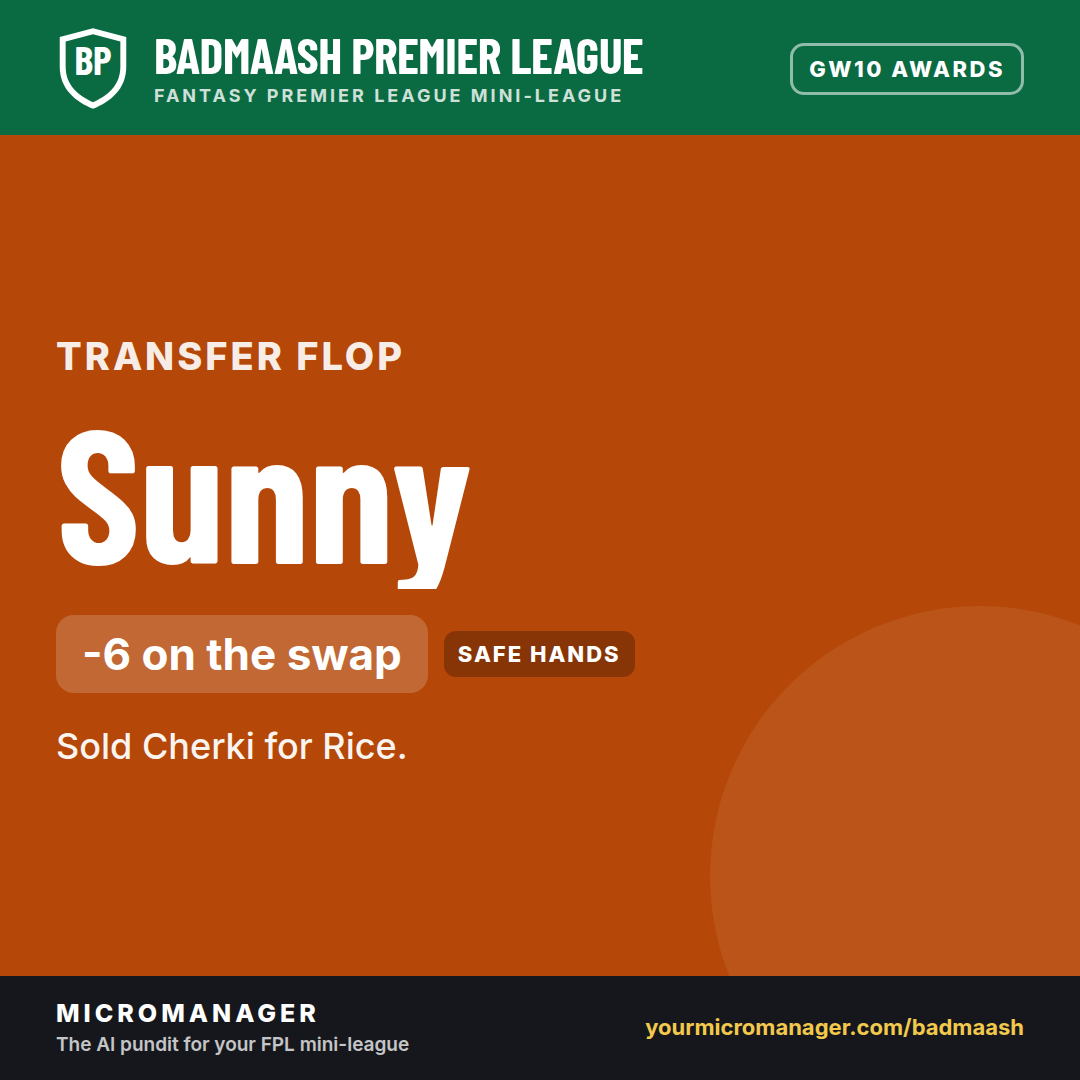 BP
BADMAASH PREMIER LEAGUE
FANTASY PREMIER LEAGUE MINI-LEAGUE
GW10 AWARDS
TRANSFER FLOP
Sunny
-6 on the swap
SAFE HANDS
Sold Cherki for Rice.
MICROMANAGER
The AI pundit for your FPL mini-league
yourmicromanager.com/badmaash